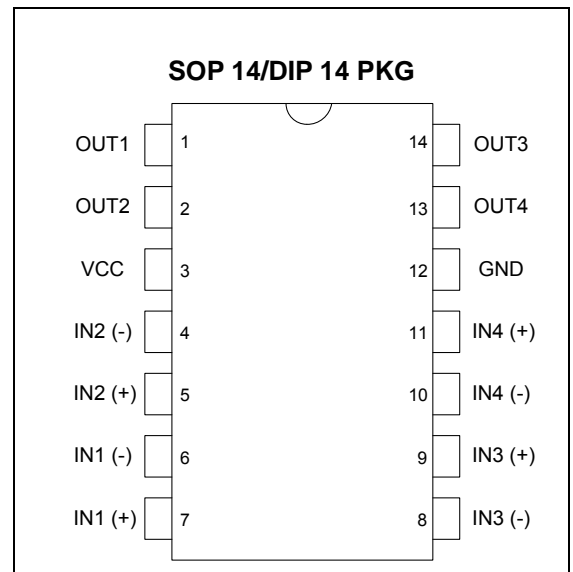 SOP 14/DIP 14 PKG
OUT1 1 14 OUT3
OUT2 2 13 OUT4
VCC 3 12 GND
IN2 (-) 4 11 IN4 (+)
IN2 (+) 5 10 IN4 (-)
IN1 (-) 6 9 IN3 (+)
IN1 (+) 7 8 IN3 (-)